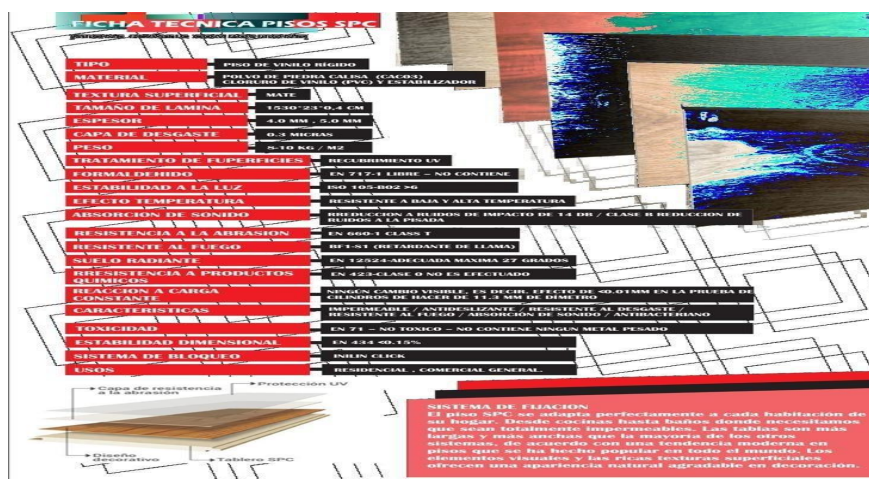 FICHA TECNICA PISOS SPC
TIPO
PISO DE VINILO RÍGIDO
MATERIAL
POLVO DE PIEDRA CALISA (CACO3)
CLORURO DE VINILO (PVC) Y ESTABILIZADOR
TEXTURA SUPERFICIAL
MATE
TAMAÑO DE LAMINA
1530*23*0.4 CM
ESPESOR
4.0 MM , 5.0 MM
CAPA DE DESGASTE
0.3 MICRAS
PESO
8-10 KG / M2
TRATAMIENTO DE FUPERFICIES
RECUBRIMIENTO UV
FORMALDEHIDO
EN 717-1 LIBRE – NO CONTIENE
ESTABILIDAD A LA LUZ
ISO 105-B02 >6
EFECTO TEMPERATURA
RESISTENTE A BAJA Y ALTA TEMPERATURA
ABSORCION DE SONIDO
RREDUCCION A RUIDOS DE IMPACTO DE 14 DR / CLASE B REDUCCION DE
RUIDOS A LA PISADA
RESISTENCIA A LA ABRASION
EN 660-1 CLASS T
RESISTENTE AL FUEGO
BF1-S1 (RETARDANTE DE LLAMA)
SUELO RADIANTE
EN 12524-ADECUADA MAXIMA 27 GRADOS
RRESISTENCIA A PRODUCTOS
QUIMICOS
EN 423-CLASE 0 NO ES EFECTUADO
REACCION A CARGA
CONSTANTE
NINGUN CAMBIO VISIBLE, ES DECIR, EFECTO DE <0.01MM EN LA PRUEBA DE
CILINDROS DE HACER DE 11.3 MM DE DÍMETRO
CARACTERISTICAS
IMPERMEABLE / ANTIDESLIZANTE / RESISTENTE AL DESGASTE /
RESISTENTE AL FUEGO / ABSORCIÓN DE SONIDO / ANTIBACTERIANO
TOXICIDAD
EN 71 – NO TOXICO – NO CONTIENE NINGUN METAL PESADO
ESTABILIDAD DIMENSIONAL
EN 434 <0.15%
SISTEMA DE BLOQUEO
INILIN CLICK
USOS
RESIDENCIAL , COMERCIAL GENERAL.
Capa de resistencia
a la abrasión
Protección UV
Diseño
decorativo
Tablero SPC
SISTEMA DE FIJACION
El piso SPC se adapta perfectamente a cada habitación de
su hogar. Desde cocinas hasta baños donde necesitamos
que sean totalmente impermeables. Las tablas son más
largas y más anchas que la mayoría de los otros
sistemas, de acuerdo con una tendencia moderna en
pisos que se ha hecho popular en todo el mundo. Los
elementos visuales y las ricas texturas superficiales
ofrecen una apariencia natural agradable en decoración.